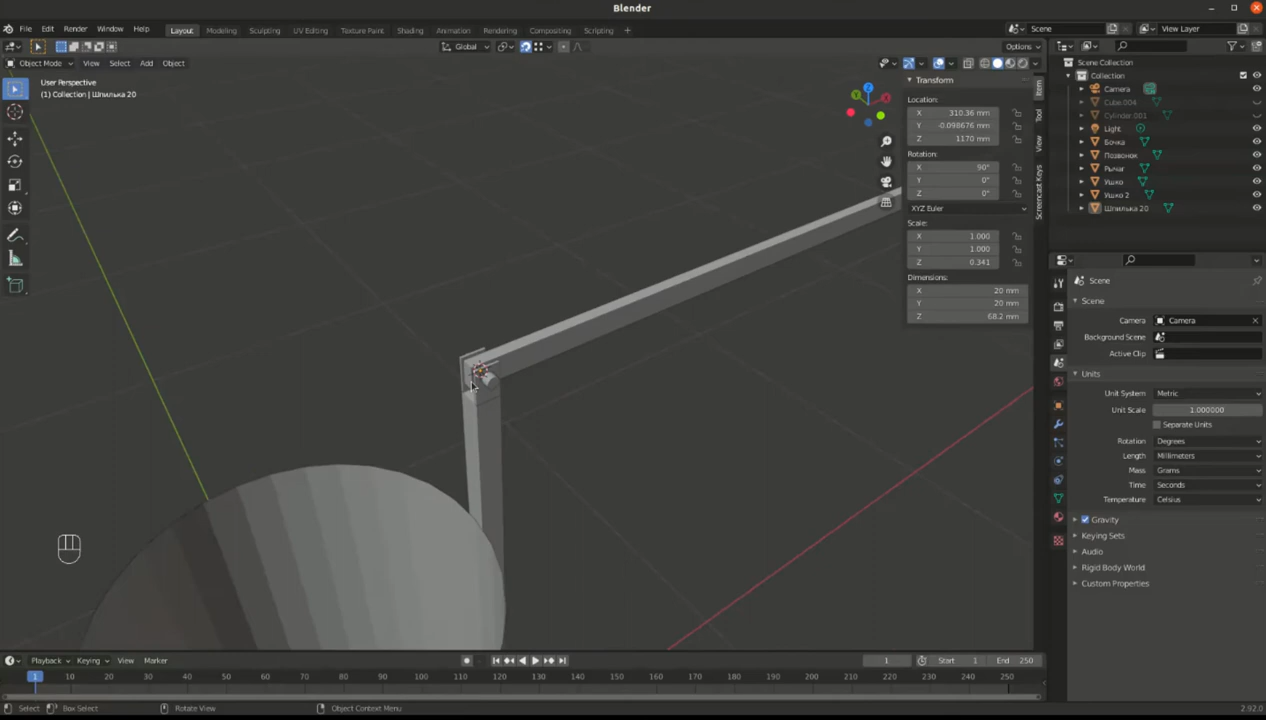 Blender
File Edit Render Window Help Layout Modeling Sculpting UV Editing Texture Paint Shading Animation Rendering Compositing Scripting + Scene View Layer
Global Options
Object Mode View Select Add Object
User Perspective
(1) Collection | Шпилька 20
Transform
Location:
X 310.36 mm
Y -0.098676 mm
Z 1170 mm
Rotation:
X 90°
Y 0°
Z 0°
XYZ Euler
Scale:
X 1.000
Y 1.000
Z 0.341
Dimensions:
X 20 mm
Y 20 mm
Z 68.2 mm
Item
Tool
View
Screencast Keys
Scene Collection
Collection
Camera
Cube.004
Cylinder.001
Light
Бочка
Позвонок
Рычаг
Ушко
Ушко 2
Шпилька 20
Scene
Scene
Camera Camera
Background Scene
Active Clip
Units
Unit System Metric
Unit Scale 1.000000
Separate Units
Rotation Degrees
Length Millimeters
Mass Grams
Time Seconds
Temperature Celsius
Gravity
Keying Sets
Audio
Rigid Body World
Custom Properties
Playback Keying View Marker 1 Start 1 End 250
1 10 20 30 40 50 60 70 80 90 100 110 120 130 140 150 160 170 180 190 200 210 220 230 240 250
Select Box Select Rotate View Object Context Menu 2.92.0